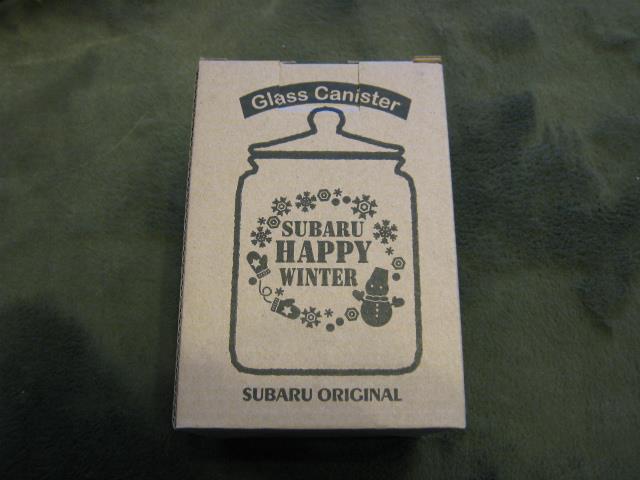 Glass Canister
SUBARU
HAPPY
WINTER
SUBARU ORIGINAL